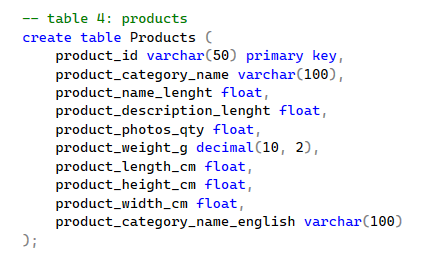 -- table 4: products
create table Products (
    product_id varchar(50) primary key,
    product_category_name varchar(100),
    product_name_lenght float,
    product_description_lenght float,
    product_photos_qty float,
    product_weight_g decimal(10, 2),
    product_length_cm float,
    product_height_cm float,
    product_width_cm float,
    product_category_name_english varchar(100)
);